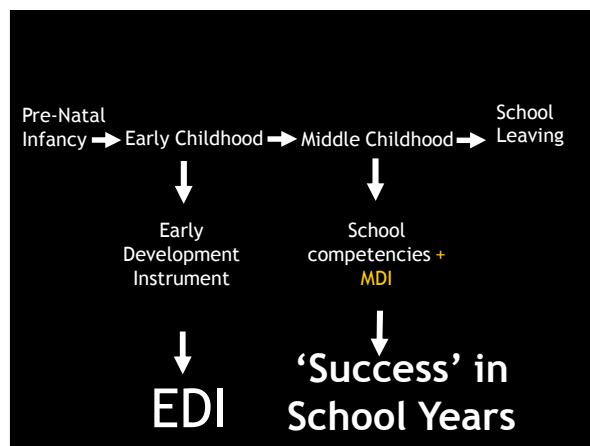 Pre-Natal
Infancy
Early Childhood
Middle Childhood
School
Leaving
Early
Development
Instrument
School
competencies +
MDI
EDI
‘Success’ in
School Years